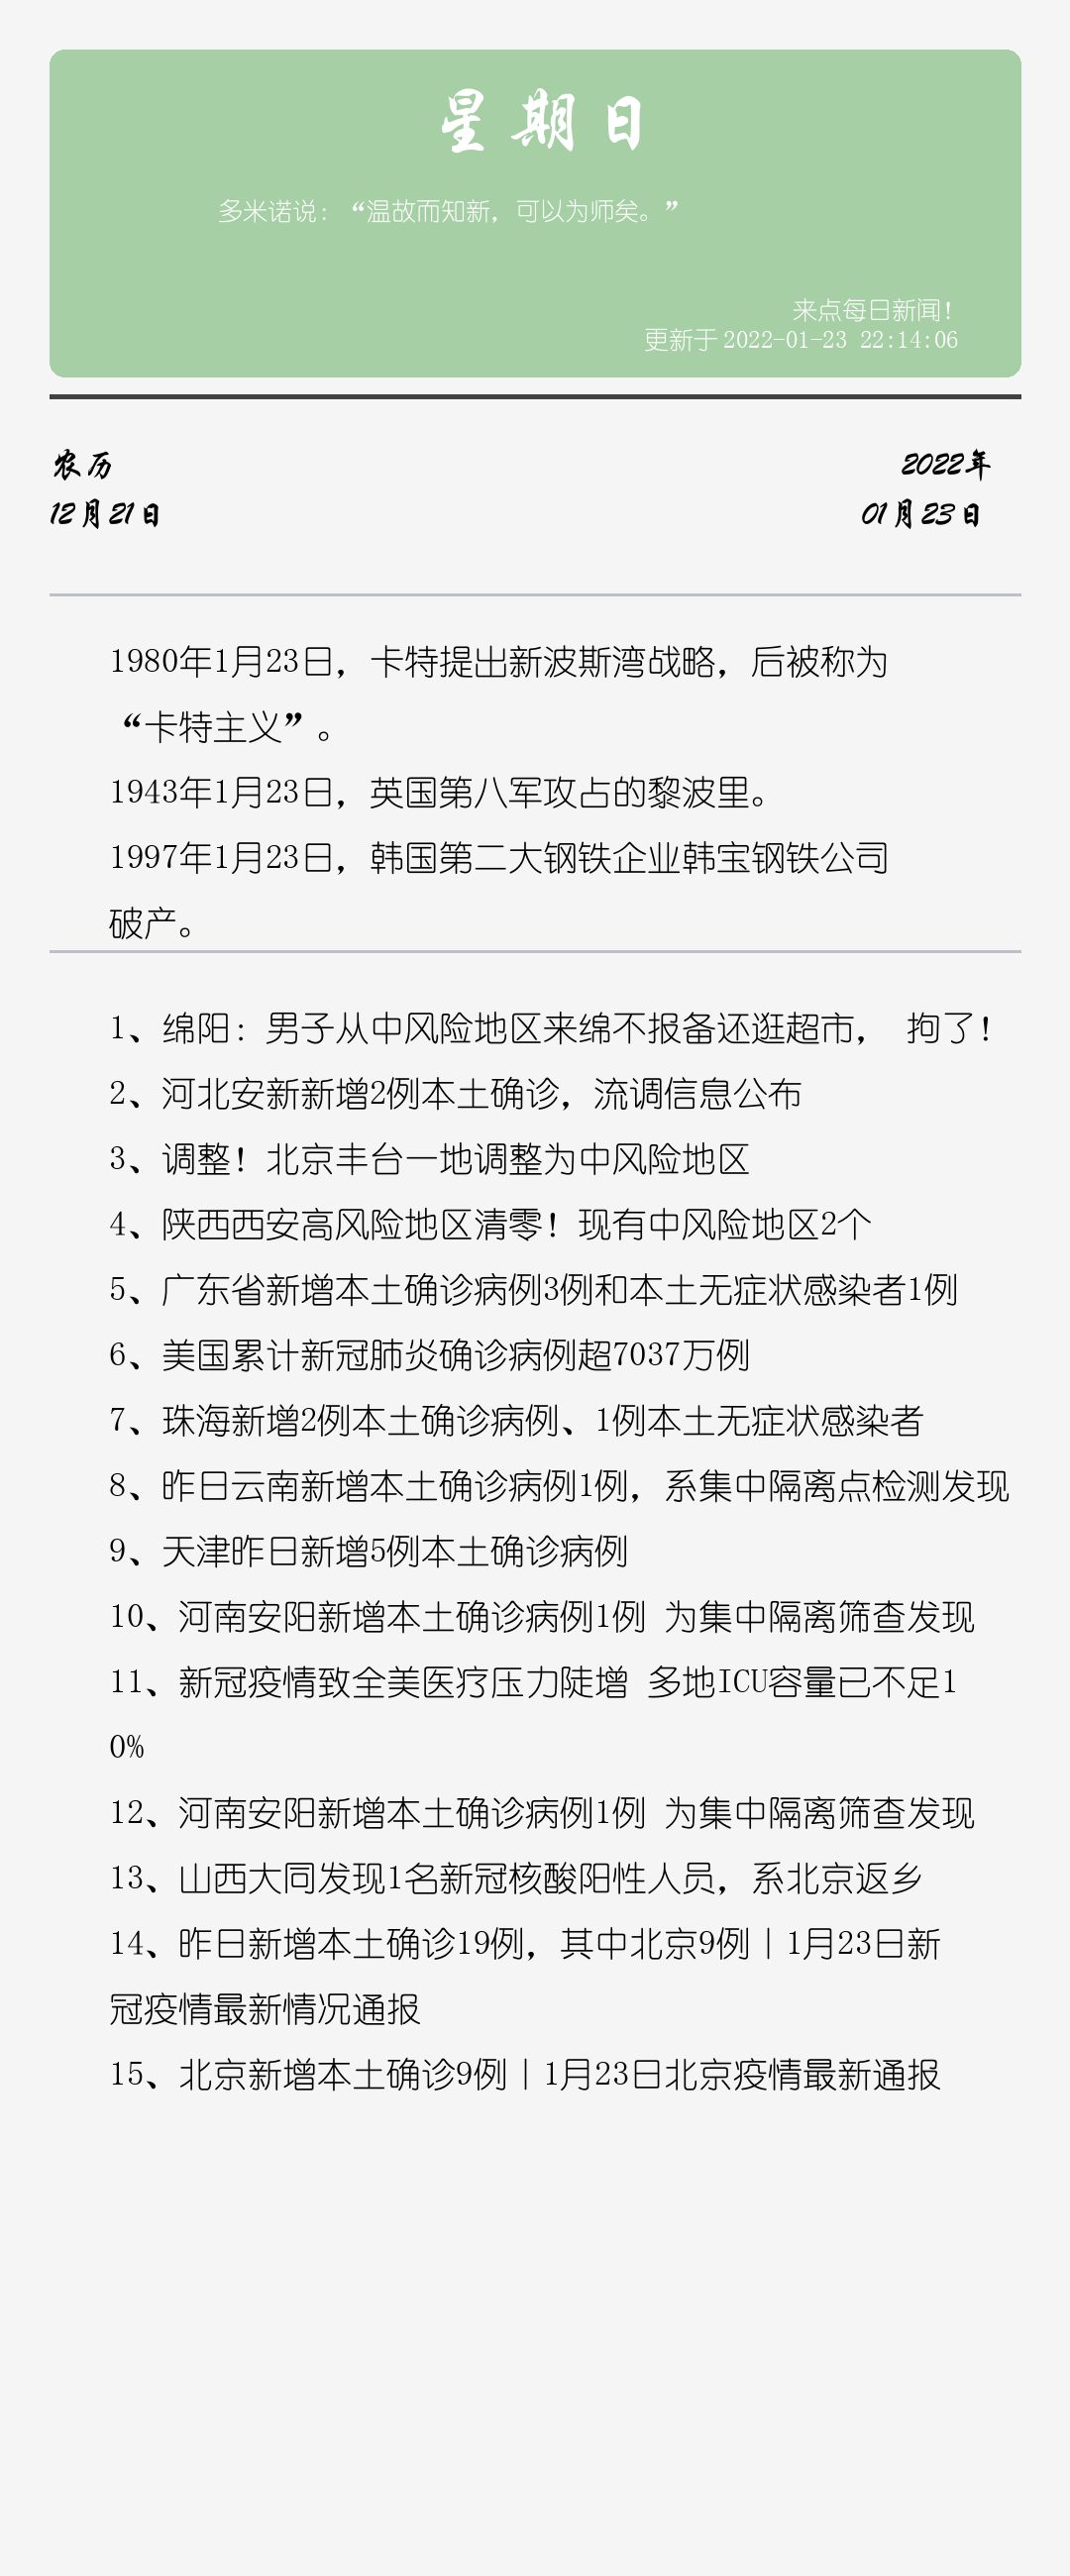 星期日
多米诺说：“温故而知新，可以为师矣。”
来点每日新闻！
更新于 2022-01-23 22:14:06
农历
2022年
12月21日
01月23日
1980年1月23日，卡特提出新波斯湾战略，后被称为
“卡特主义”。
1943年1月23日，英国第八军攻占的黎波里。
1997年1月23日，韩国第二大钢铁企业韩宝钢铁公司
破产。
1、绵阳：男子从中风险地区来绵不报备还逛超市， 拘了！
2、河北安新新增2例本土确诊，流调信息公布
3、调整！北京丰台一地调整为中风险地区
4、陕西西安高风险地区清零！现有中风险地区2个
5、广东省新增本土确诊病例3例和本土无症状感染者1例
6、美国累计新冠肺炎确诊病例超7037万例
7、珠海新增2例本土确诊病例、1例本土无症状感染者
8、昨日云南新增本土确诊病例1例，系集中隔离点检测发现
9、天津昨日新增5例本土确诊病例
10、河南安阳新增本土确诊病例1例 为集中隔离筛查发现
11、新冠疫情致全美医疗压力陡增 多地ICU容量已不足1
0%
12、河南安阳新增本土确诊病例1例 为集中隔离筛查发现
13、山西大同发现1名新冠核酸阳性人员，系北京返乡
14、昨日新增本土确诊19例，其中北京9例｜1月23日新
冠疫情最新情况通报
15、北京新增本土确诊9例｜1月23日北京疫情最新通报